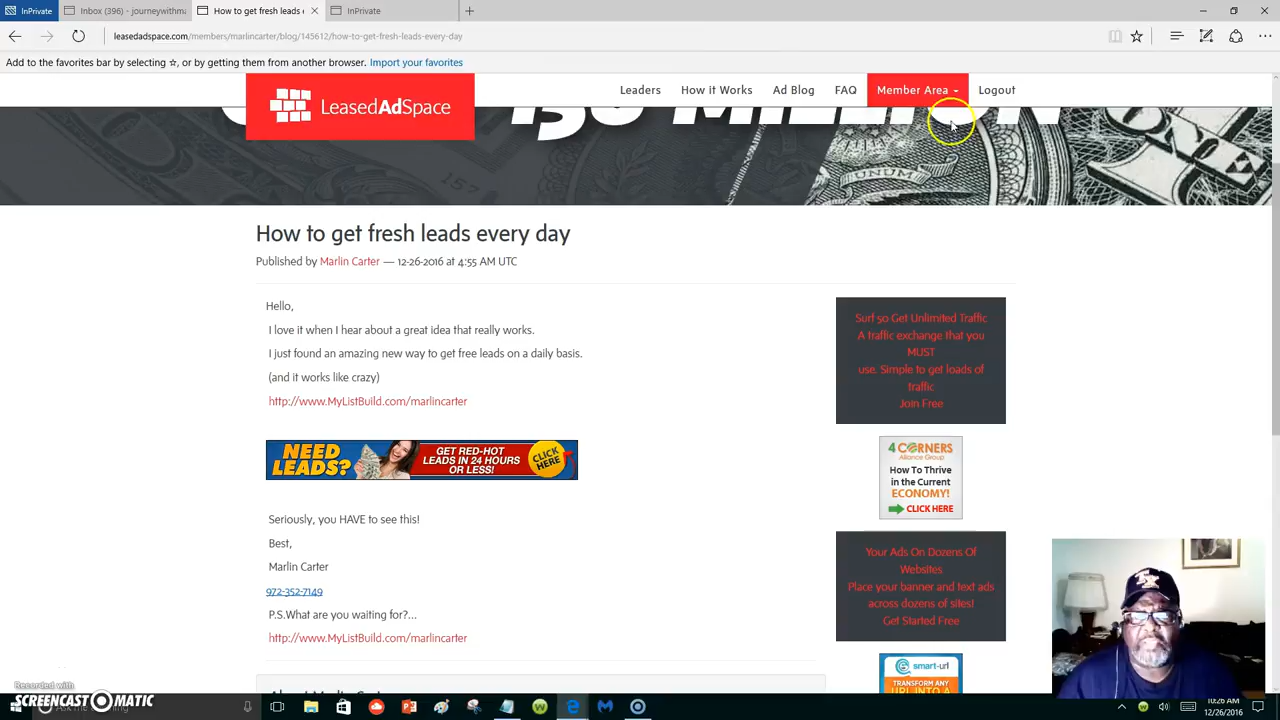 InPrivate
Inbox (396) - journeywithma
How to get fresh leads e
InPrivate
leasedadspace.com/members/marlincarter/blog/145612/how-to-get-fresh-leads-every-day
Add to the favorites bar by selecting ☆, or by getting them from another browser. Import your favorites
LeasedAdSpace
Leaders
How it Works
Ad Blog
FAQ
Member Area
Logout
How to get fresh leads every day
Published by Marlin Carter — 12-26-2016 at 4:55 AM UTC
Hello,
I love it when I hear about a great idea that really works.
I just found an amazing new way to get free leads on a daily basis.
(and it works like crazy)
http://www.MyListBuild.com/marlincarter
NEED LEADS?
GET RED-HOT
LEADS IN 24 HOURS
OR LESS!
CLICK
HERE
Seriously, you HAVE to see this!
Best,
Marlin Carter
972-352-7149
P.S.What are you waiting for?...
http://www.MyListBuild.com/marlincarter
Surf 50 Get Unlimited Traffic
A traffic exchange that you
MUST
use. Simple to get loads of
traffic
Join Free
4 CORNERS
Alliance Group
How To Thrive
in the Current
ECONOMY!
CLICK HERE
Your Ads On Dozens Of
Websites
Place your banner and text ads
across dozens of sites!
Get Started Free
smart-url
TRANSFORM ANY
Recorded with
SCREENCAST MATIC
10:26 AM
12/26/2016